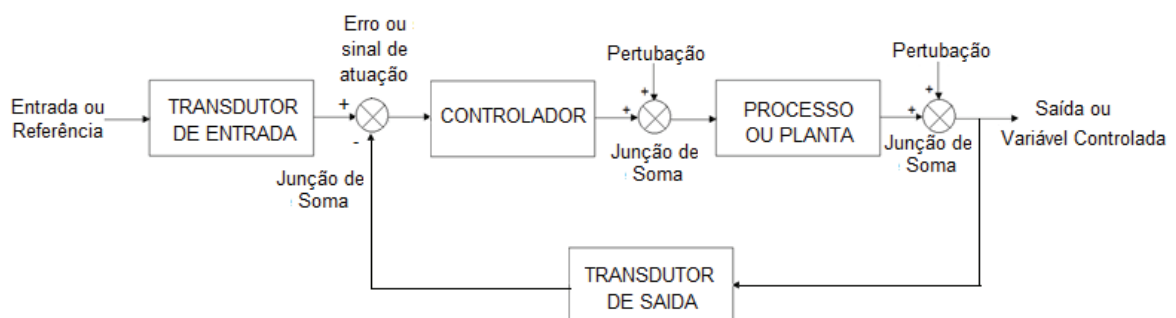 Entrada ou
Referência
TRANSDUTOR
DE ENTRADA
Erro ou
sinal de
atuação
+
-
Junção de
Soma
CONTROLADOR
Pertubação
+
+
Junção de
Soma
PROCESSO
OU PLANTA
Pertubação
+
+
Junção de
Soma
Saída ou
Variável Controlada
TRANSDUTOR
DE SAIDA